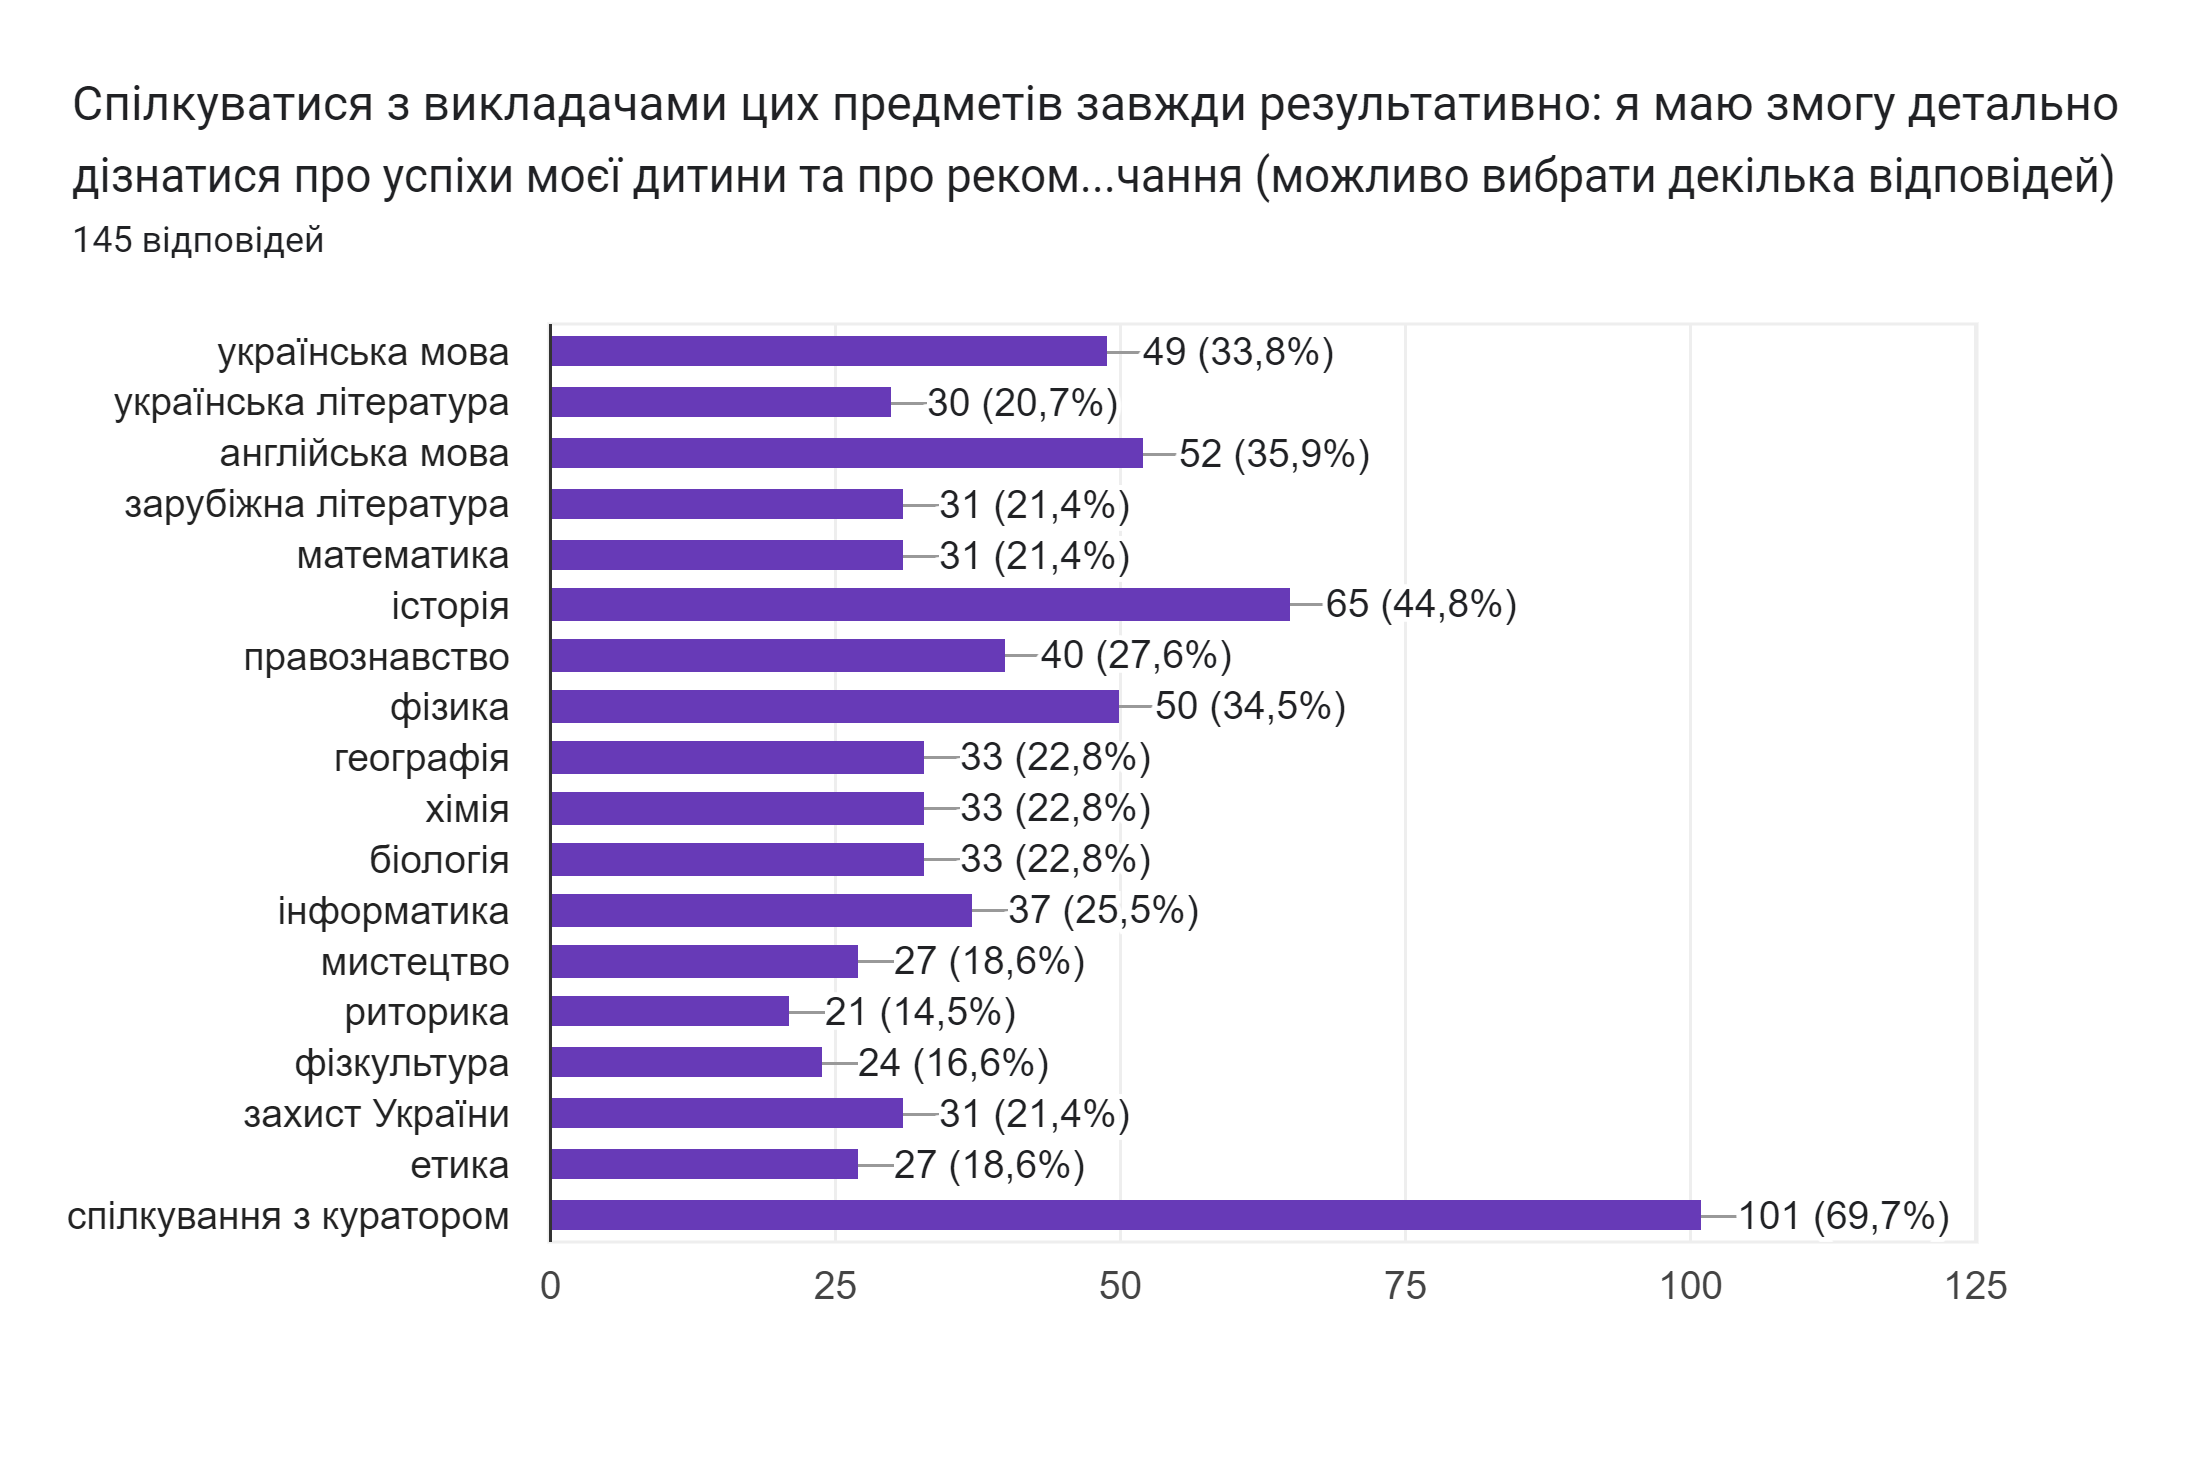 Спілкуватися з викладачами цих предметів завжди результативно: я маю змогу детально
дізнатися про успіхи моєї дитини та про реком...чання (можливо вибрати декілька відповідей)
145 відповідей
українська мова 49 (33,8%)
українська література 30 (20,7%)
англійська мова 52 (35,9%)
зарубіжна література 31 (21,4%)
математика 31 (21,4%)
історія 65 (44,8%)
правознавство 40 (27,6%)
фізика 50 (34,5%)
географія 33 (22,8%)
хімія 33 (22,8%)
біологія 33 (22,8%)
інформатика 37 (25,5%)
мистецтво 27 (18,6%)
риторика 21 (14,5%)
фізкультура 24 (16,6%)
захист України 31 (21,4%)
етика 27 (18,6%)
спілкування з куратором 101 (69,7%)
0 25 50 75 100 125